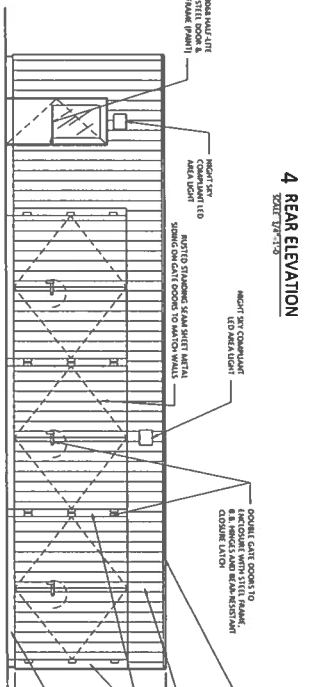 4 REAR ELEVATION
SCALE 1/4"=1'-0
NIGHT SKY COMPLIANT
LED AREA LIGHT
DOUBLE GATE DOORS TO
ENCLOSURE WITH STEEL FRAME,
B.B. HINGES AND BEAR-RESISTANT
CLOSURE LATCH
NIGHT SKY
COMPLIANT LED
AREA LIGHT
RUSTED STANDING SEAM SHEET METAL
SIDING ON GATE DOORS TO MATCH WALLS
HALF-LITE
STEEL DOOR &
FRAME (PAINT)